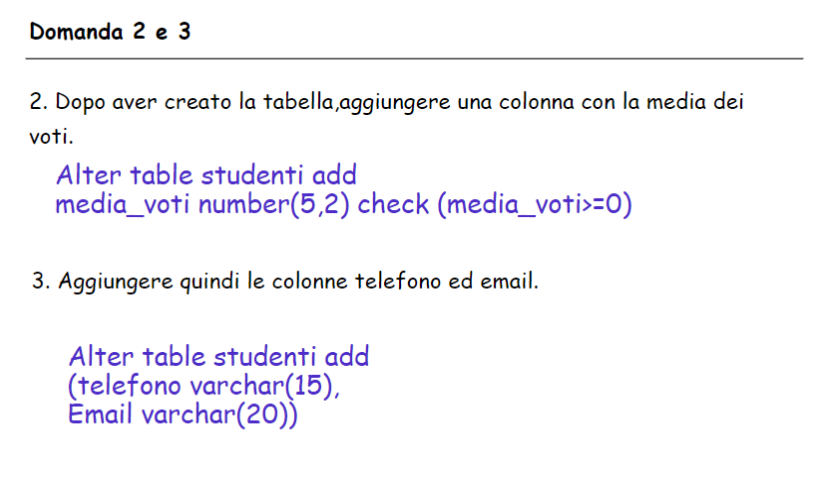 Domanda 2 e 3
2. Dopo aver creato la tabella,aggiungere una colonna con la media dei
voti.
Alter table studenti add
media_voti number(5,2) check (media_voti>=0)
3. Aggiungere quindi le colonne telefono ed email.
Alter table studenti add
(telefono varchar(15),
Email varchar(20))